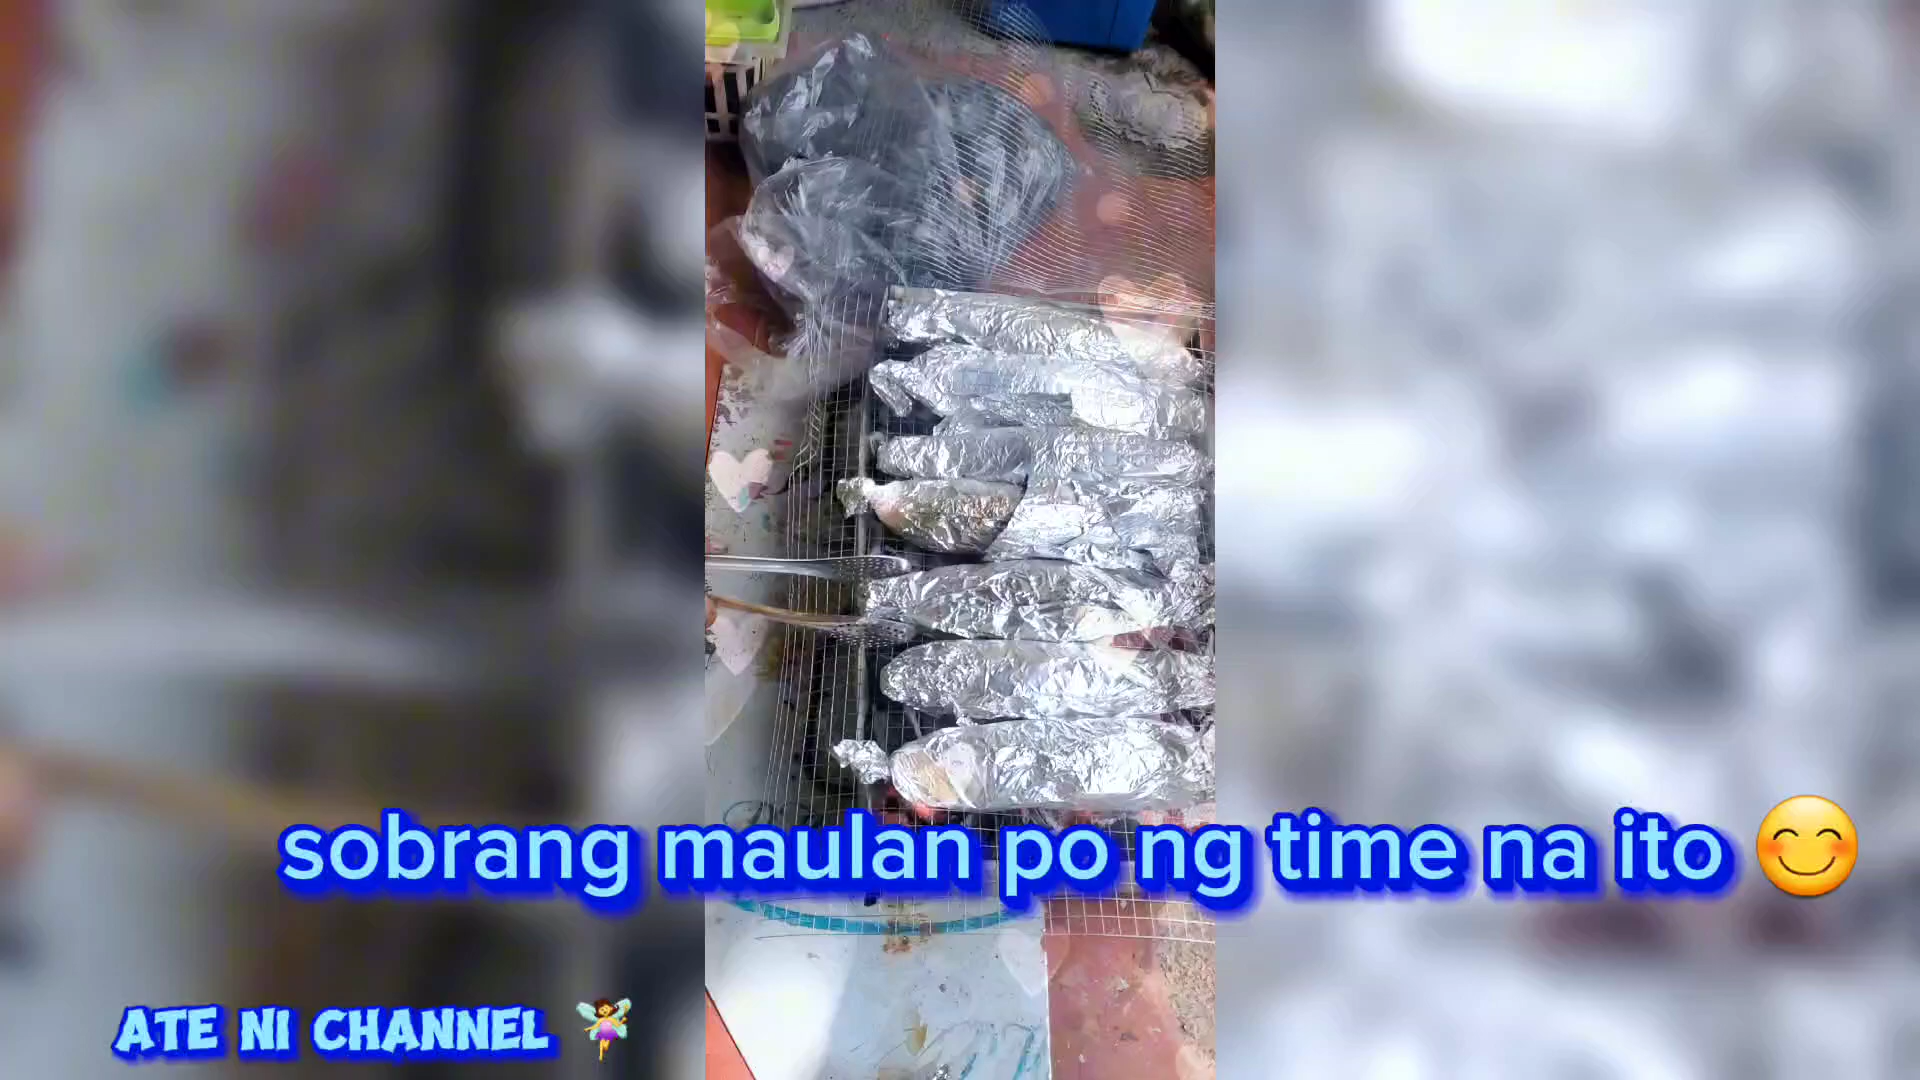 sobrang maulan po ng time na ito 😊
ATE NI CHANNEL 🧚‍♀️